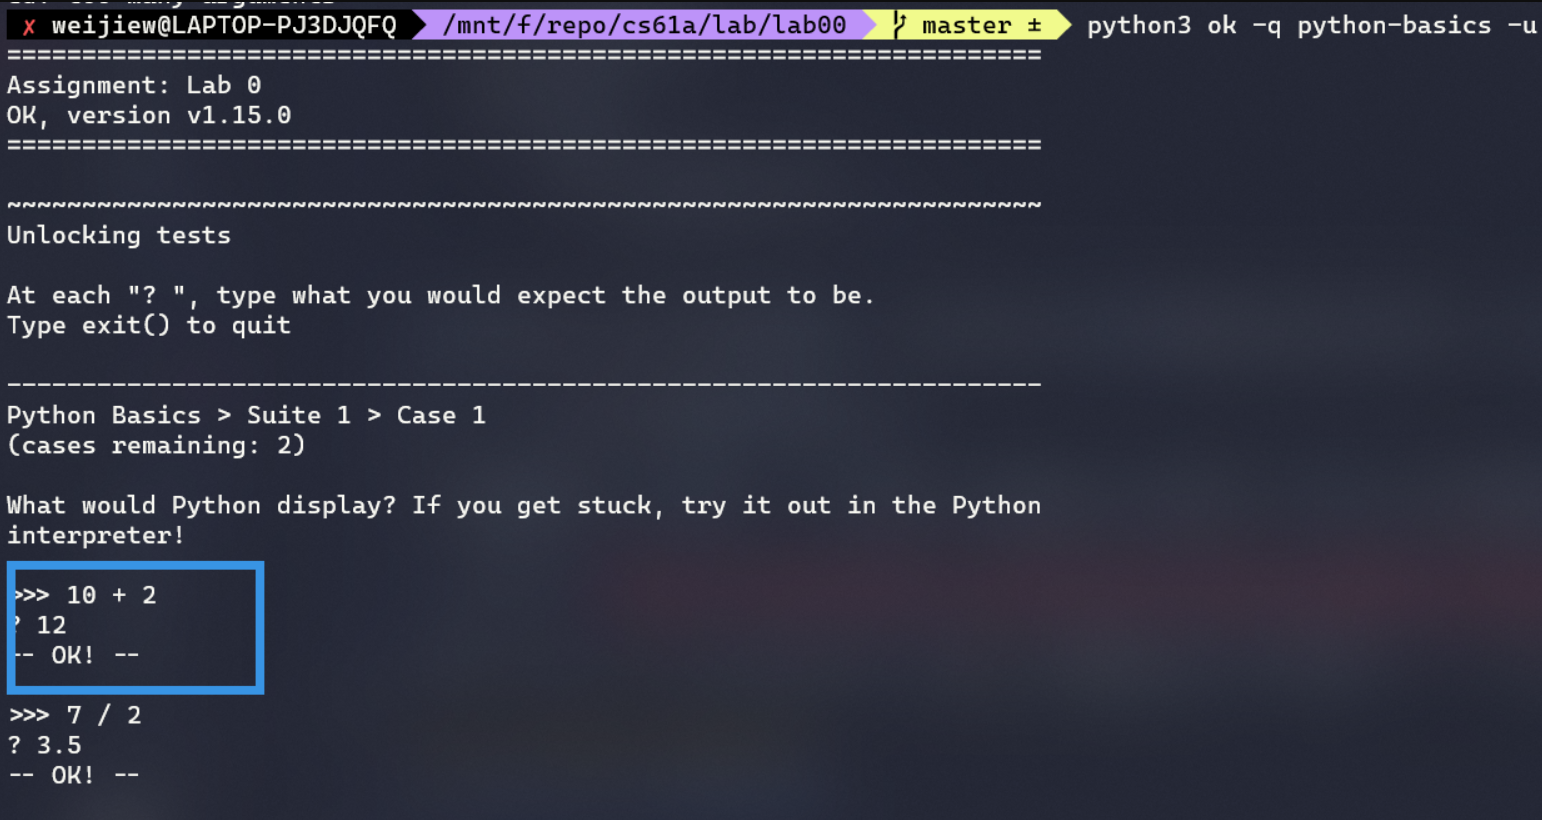 ✗ weijiew@LAPTOP-PJ3DJQFQ /mnt/f/repo/cs61a/lab/lab00 master ± python3 ok -q python-basics -u
=====================================================================
Assignment: Lab 0
OK, version v1.15.0
=====================================================================
~~~~~~~~~~~~~~~~~~~~~~~~~~~~~~~~~~~~~~~~~~~~~~~~~~~~~~~~~~~~~~~~~~~~~
Unlocking tests
At each "? ", type what you would expect the output to be.
Type exit() to quit
---------------------------------------------------------------------
Python Basics > Suite 1 > Case 1
(cases remaining: 2)
What would Python display? If you get stuck, try it out in the Python
interpreter!
>>> 10 + 2
? 12
-- OK! --
>>> 7 / 2
? 3.5
-- OK! --